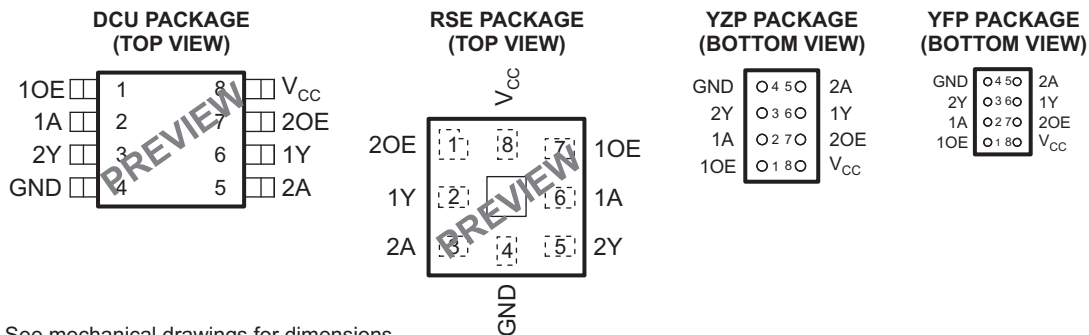 DCU PACKAGE
(TOP VIEW)
1OE 1 8 VCC
1A 2 7 2OE
2Y 3 6 1Y
GND 4 5 2A
PREVIEW
RSE PACKAGE
(TOP VIEW)
VCC
2OE 1 8 7 1OE
1Y 2 6 1A
2A 3 4 5 2Y
GND
PREVIEW
YZP PACKAGE
(BOTTOM VIEW)
GND 4 5 2A
2Y 3 6 1Y
1A 2 7 2OE
1OE 1 8 VCC
YFP PACKAGE
(BOTTOM VIEW)
GND 4 5 2A
2Y 3 6 1Y
1A 2 7 2OE
1OE 1 8 VCC
See mechanical drawings for dimensions